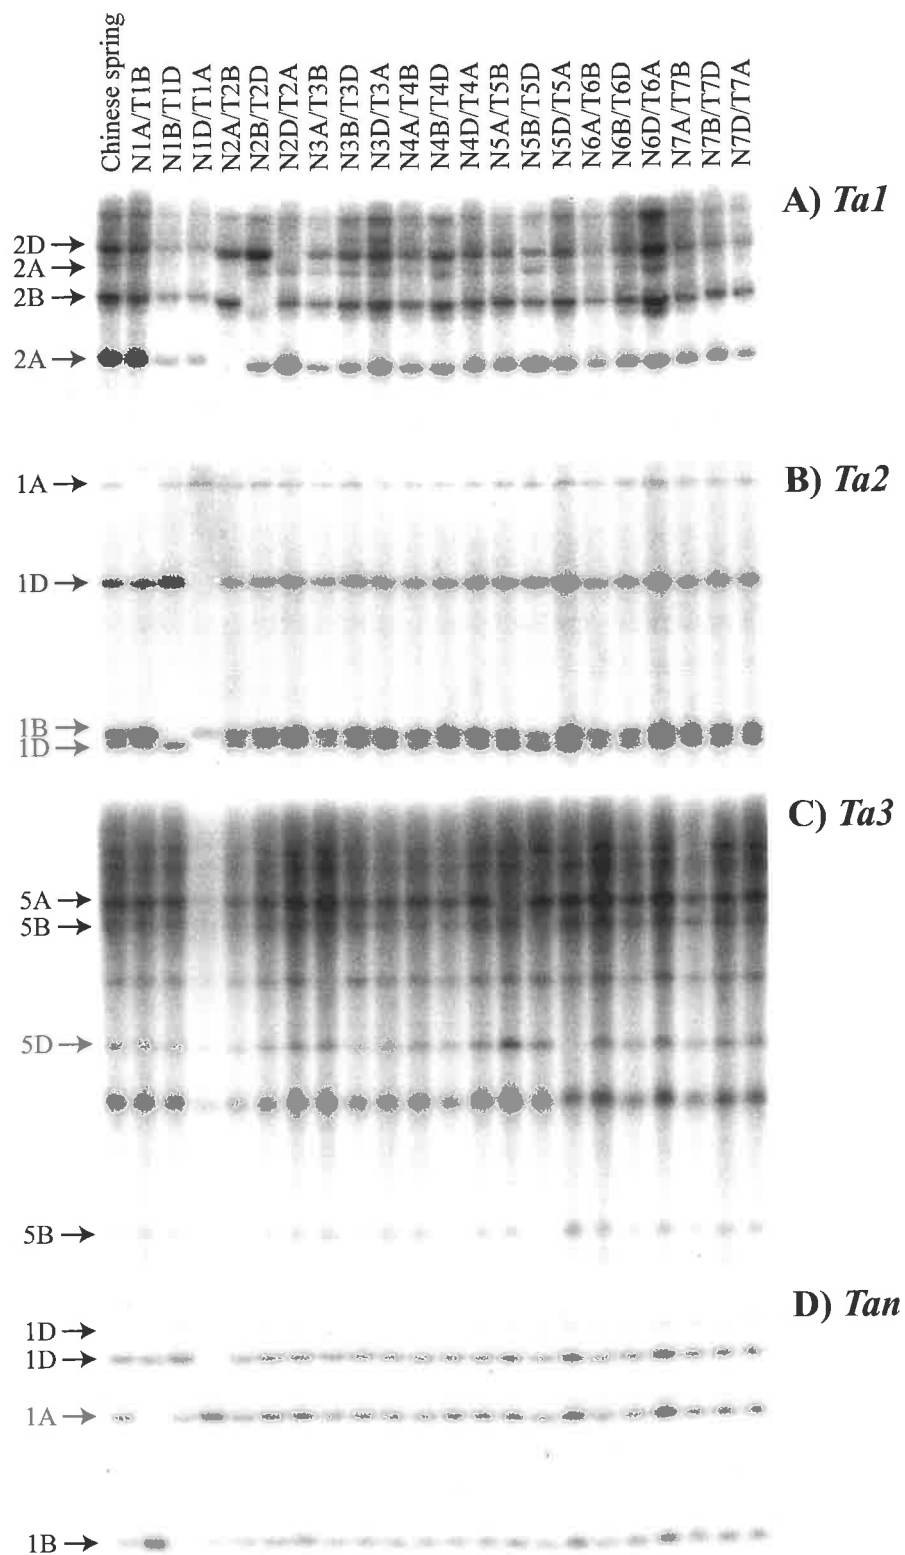 Chinese spring
N1A/T1B
N1B/T1D
N1D/T1A
N2A/T2B
N2B/T2D
N2D/T2A
N3A/T3B
N3B/T3D
N3D/T3A
N4A/T4B
N4B/T4D
N4D/T4A
N5A/T5B
N5B/T5D
N5D/T5A
N6A/T6B
N6B/T6D
N6D/T6A
N7A/T7B
N7B/T7D
N7D/T7A
A) Ta1
2D
2A
2B
2A
B) Ta2
1A
1D
1B
1D
C) Ta3
5A
5B
5D
5B
D) Tan
1D
1D
1A
1B